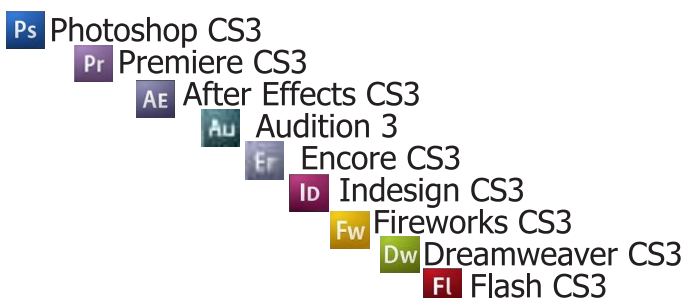 Ps Photoshop CS3
Pr Premiere CS3
AE After Effects CS3
Au Audition 3
Er Encore CS3
ID Indesign CS3
Fw Fireworks CS3
Dw Dreamweaver CS3
Fl Flash CS3